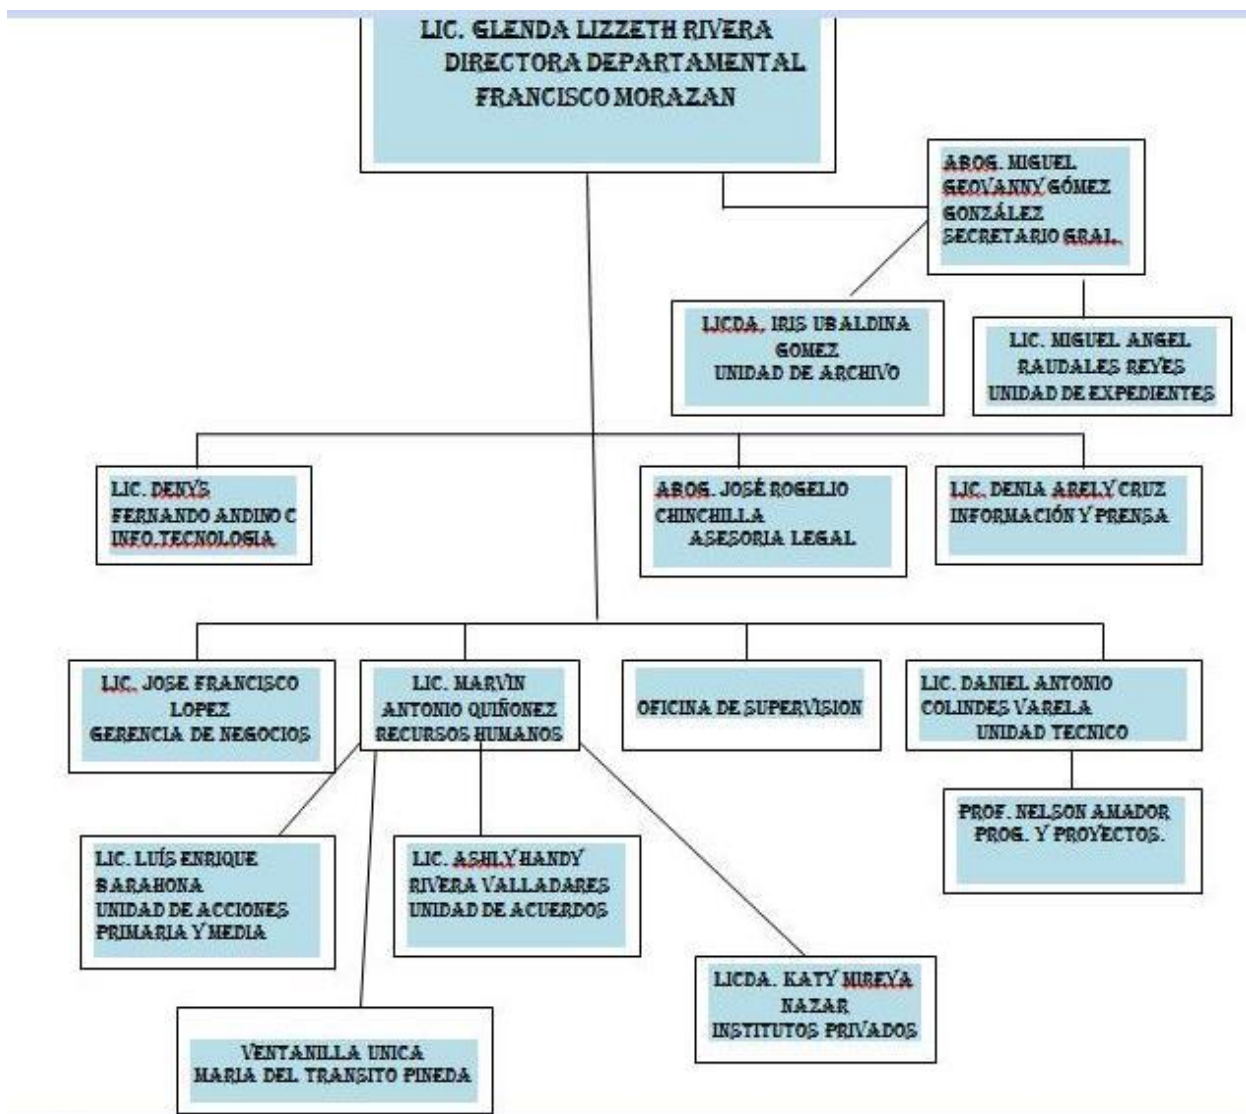 LIC. GLENDA LIZZETH RIVERA
DIRECTORA DEPARTAMENTAL
FRANCISCO MORAZAN
ABOG. MIGUEL
GEOVANNY GÓMEZ
GONZÁLEZ
SECRETARIO GRAL.
LICDA. IRIS UBALDINA
GOMEZ
UNIDAD DE ARCHIVO
LIC. MIGUEL ANGEL
RAUDALES REYES
UNIDAD DE EXPEDIENTES
LIC. DENYS
FERNANDO ANDINO C
INFO.TECNOLOGIA
ABOG. JOSÉ ROGELIO
CHINCHILLA
ASESORIA LEGAL
LIC. DENIA ARELY CRUZ
INFORMACIÓN Y PRENSA
LIC. JOSE FRANCISCO
LOPEZ
GERENCIA DE NEGOCIOS
LIC. MARVIN
ANTONIO QUIÑONEZ
RECURSOS HUMANOS
OFICINA DE SUPERVISION
LIC. DANIEL ANTONIO
COLINDES VARELA
UNIDAD TECNICO
PROF. NELSON AMADOR
PROG. Y PROYECTOS.
LIC. LUÍS ENRIQUE
BARAHONA
UNIDAD DE ACCIONES
PRIMARIA Y MEDIA
LIC. ASHLY HANDY
RIVERA VALLADARES
UNIDAD DE ACUERDOS
LICDA. KATY MIREYA
NAZAR
INSTITUTOS PRIVADOS
VENTANILLA UNICA
MARIA DEL TRANSITO PINEDA